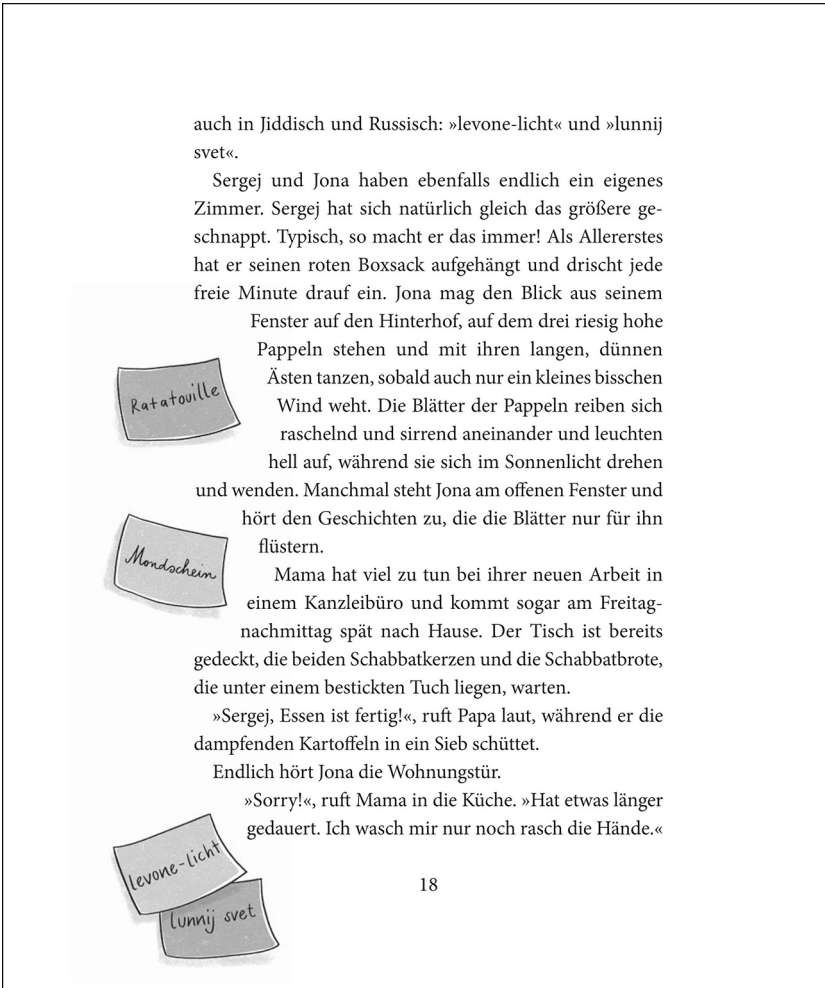 auch in Jiddisch und Russisch: »levone-licht« und »lunnij
svet«.
Sergej und Jona haben ebenfalls endlich ein eigenes
Zimmer. Sergej hat sich natürlich gleich das größere ge-
schnappt. Typisch, so macht er das immer! Als Allererstes
hat er seinen roten Boxsack aufgehängt und drischt jede
freie Minute drauf ein. Jona mag den Blick aus seinem
Fenster auf den Hinterhof, auf dem drei riesig hohe
Pappeln stehen und mit ihren langen, dünnen
Ästen tanzen, sobald auch nur ein kleines bisschen
Wind weht. Die Blätter der Pappeln reiben sich
raschelnd und sirrend aneinander und leuchten
hell auf, während sie sich im Sonnenlicht drehen
und wenden. Manchmal steht Jona am offenen Fenster und
hört den Geschichten zu, die die Blätter nur für ihn
flüstern.
Mama hat viel zu tun bei ihrer neuen Arbeit in
einem Kanzleibüro und kommt sogar am Freitag-
nachmittag spät nach Hause. Der Tisch ist bereits
gedeckt, die beiden Schabbatkerzen und die Schabbatbrote,
die unter einem bestickten Tuch liegen, warten.
»Sergej, Essen ist fertig!«, ruft Papa laut, während er die
dampfenden Kartoffeln in ein Sieb schüttet.
Endlich hört Jona die Wohnungstür.
»Sorry!«, ruft Mama in die Küche. »Hat etwas länger
gedauert. Ich wasch mir nur noch rasch die Hände.«
Ratatouille
Mondschein
levone-licht
lunnij svet
18